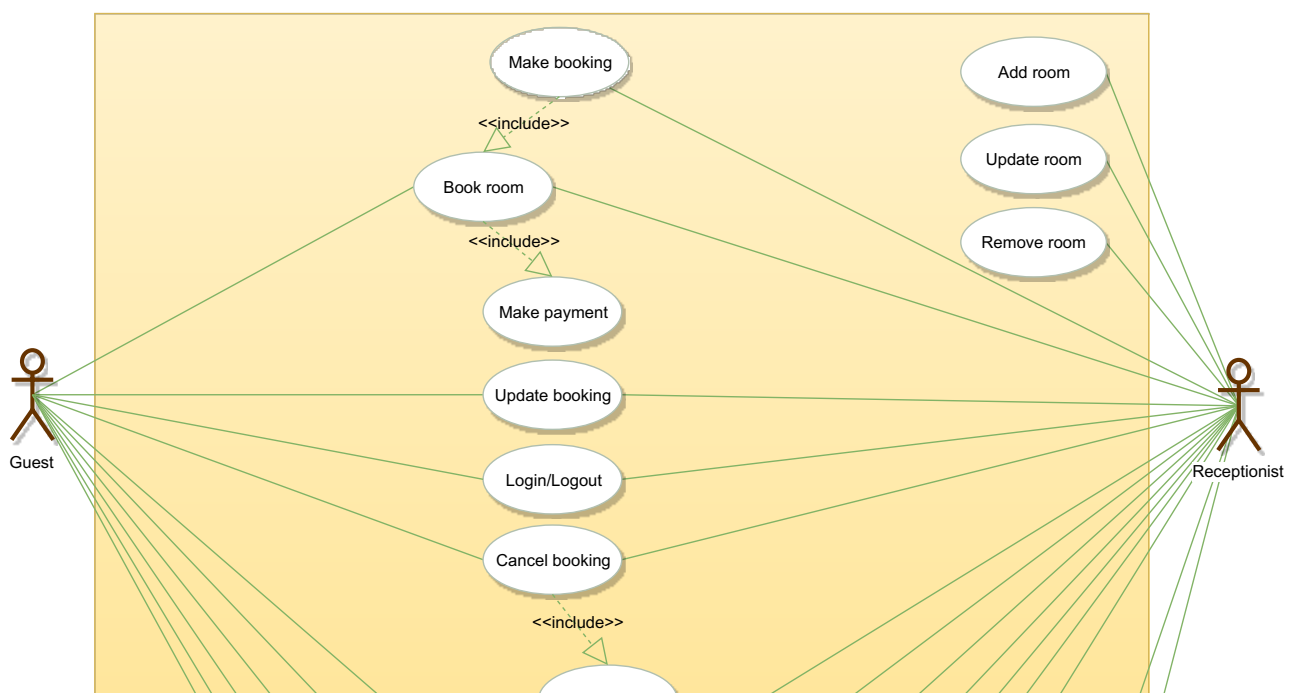 Make booking
Add room
<<include>>
Update room
Book room
Remove room
<<include>>
Make payment
Update booking
Guest
Receptionist
Login/Logout
Cancel booking
<<include>>